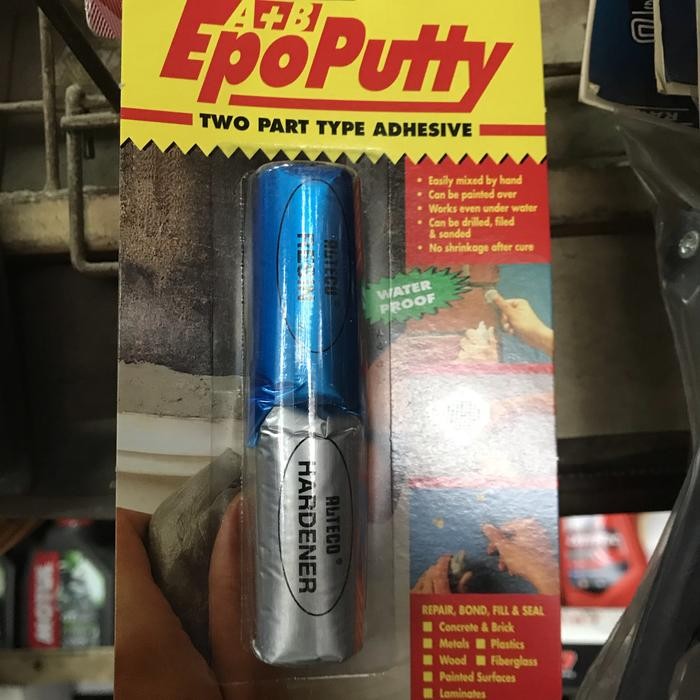 A+B
EpoPutty
TWO PART TYPE ADHESIVE
• Easily mixed by hand
• Can be painted over
• Works even under water
• Can be drilled, filed
& sanded
• No shrinkage after cure
WATER
PROOF
ALTECO
RESIN
ALTECO ®
HARDENER
REPAIR, BOND, FILL & SEAL
Concrete & Brick
Metals
Plastics
Wood
Fiberglass
Painted Surfaces
Laminates
MOTUL